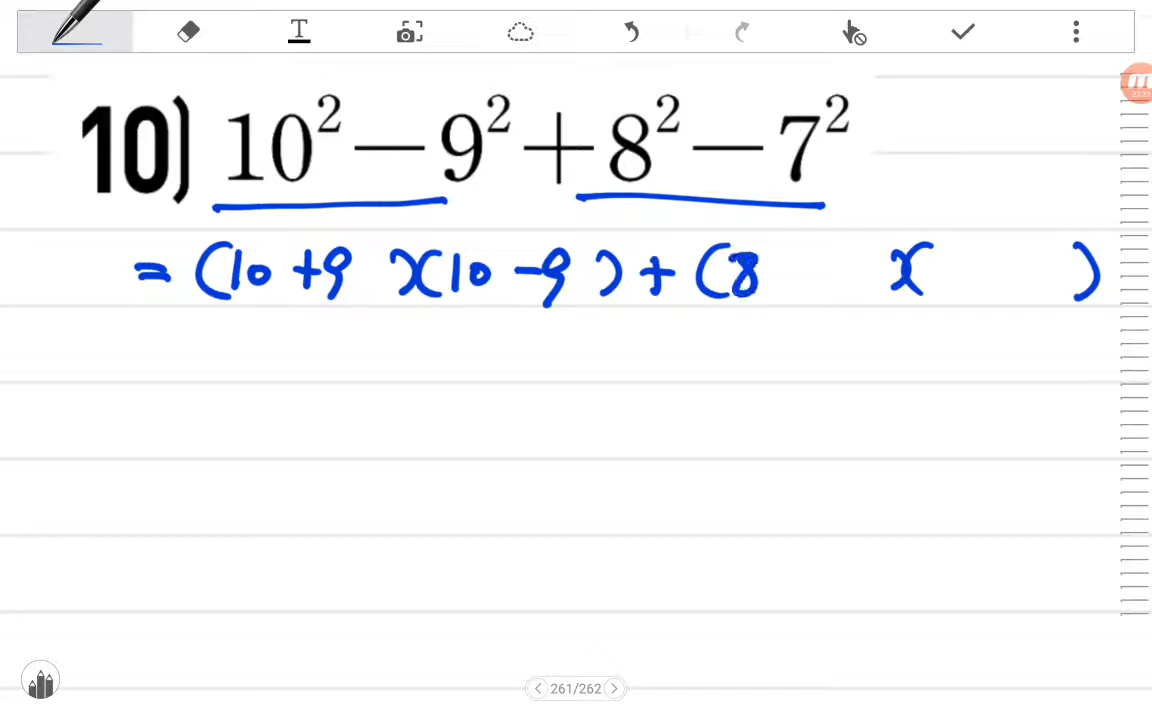 T
10) 10² − 9² + 8² − 7²
= (10 + 9 )(10 − 9 ) + (8 )( )
261/262